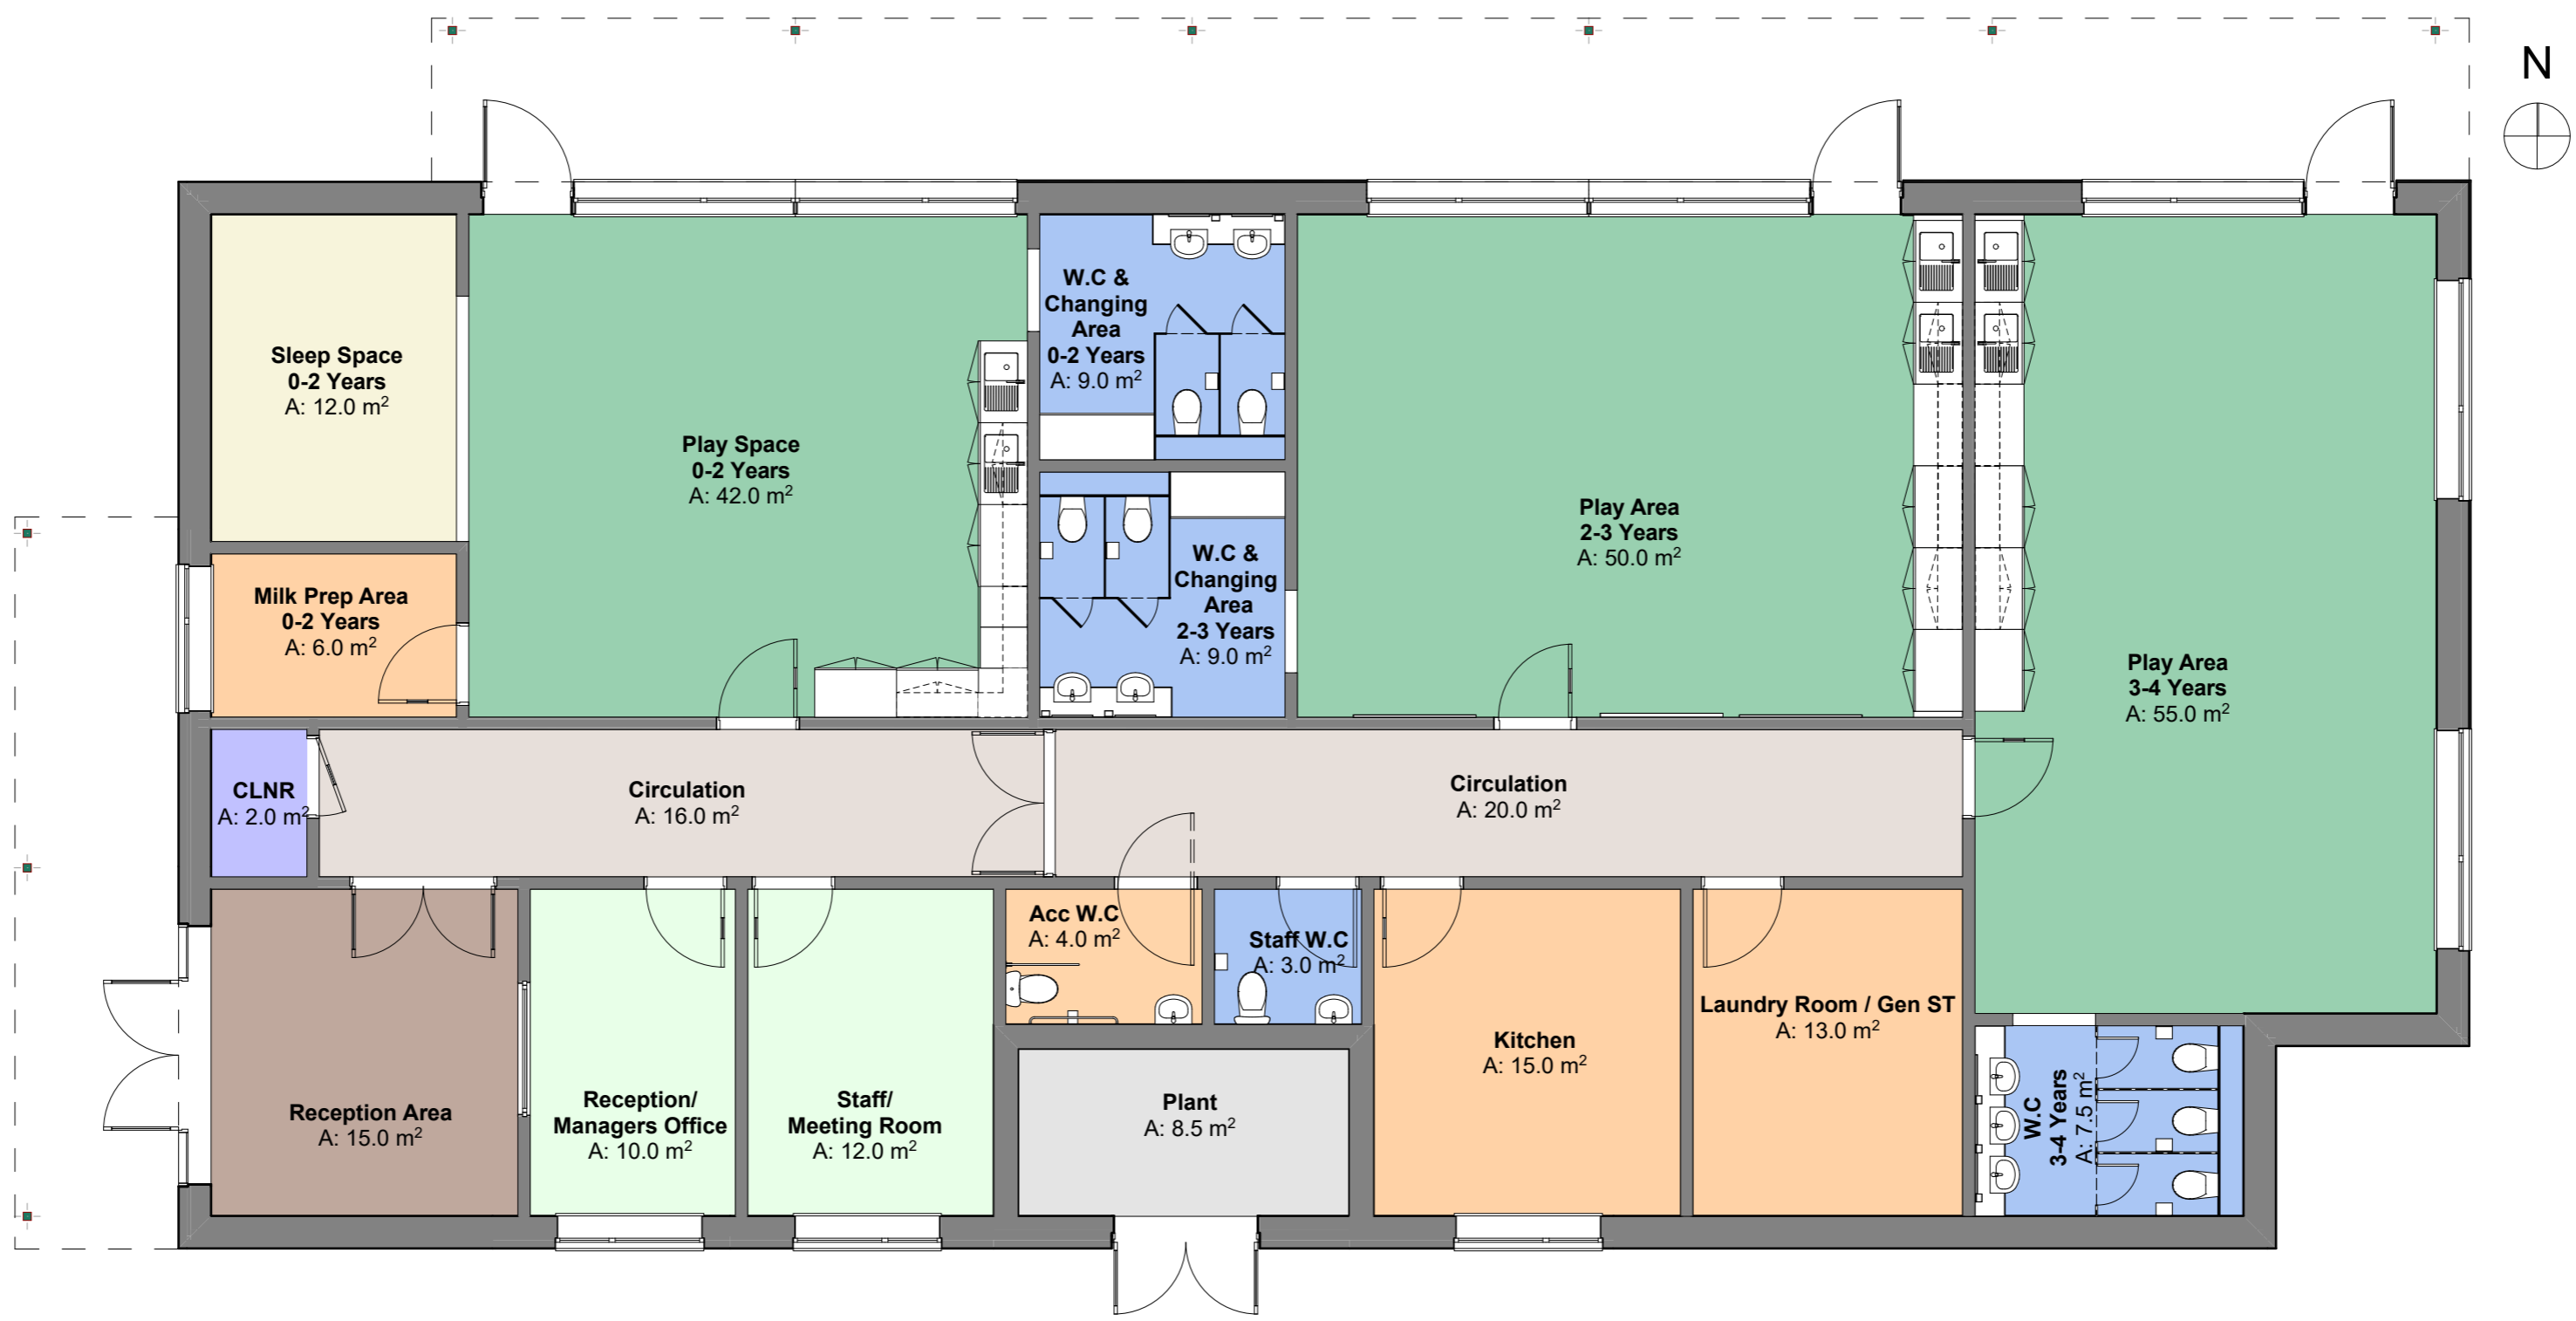 N
Sleep Space
0-2 Years
A: 12.0 m²
Play Space
0-2 Years
A: 42.0 m²
W.C &
Changing
Area
0-2 Years
A: 9.0 m²
W.C &
Changing
Area
2-3 Years
A: 9.0 m²
Play Area
2-3 Years
A: 50.0 m²
Play Area
3-4 Years
A: 55.0 m²
Milk Prep Area
0-2 Years
A: 6.0 m²
CLNR
A: 2.0 m²
Circulation
A: 16.0 m²
Circulation
A: 20.0 m²
Reception Area
A: 15.0 m²
Reception/
Managers Office
A: 10.0 m²
Staff/
Meeting Room
A: 12.0 m²
Acc W.C
A: 4.0 m²
Staff W.C
A: 3.0 m²
Plant
A: 8.5 m²
Kitchen
A: 15.0 m²
Laundry Room / Gen ST
A: 13.0 m²
W.C
3-4 Years
A: 7.5 m²